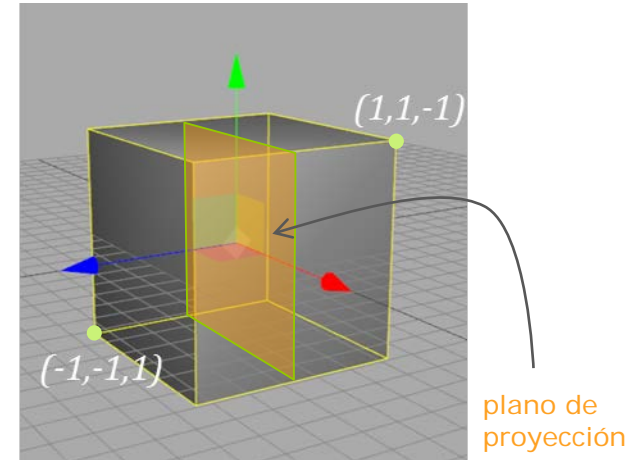 (1,1,-1)
(-1,-1,1)
plano de
proyección